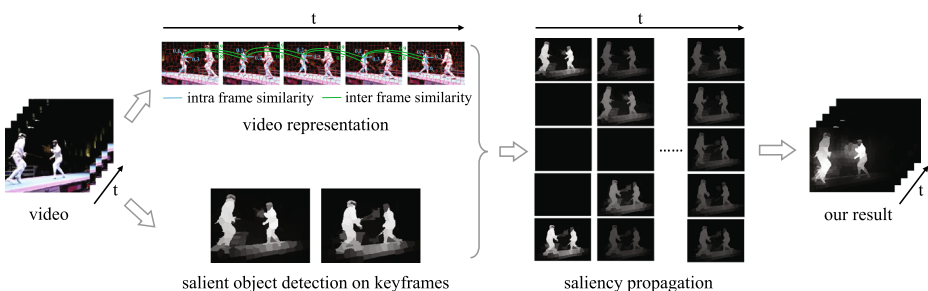 t
t
intra frame similarity
inter frame similarity
video representation
......
t
t
video
our result
salient object detection on keyframes
saliency propagation